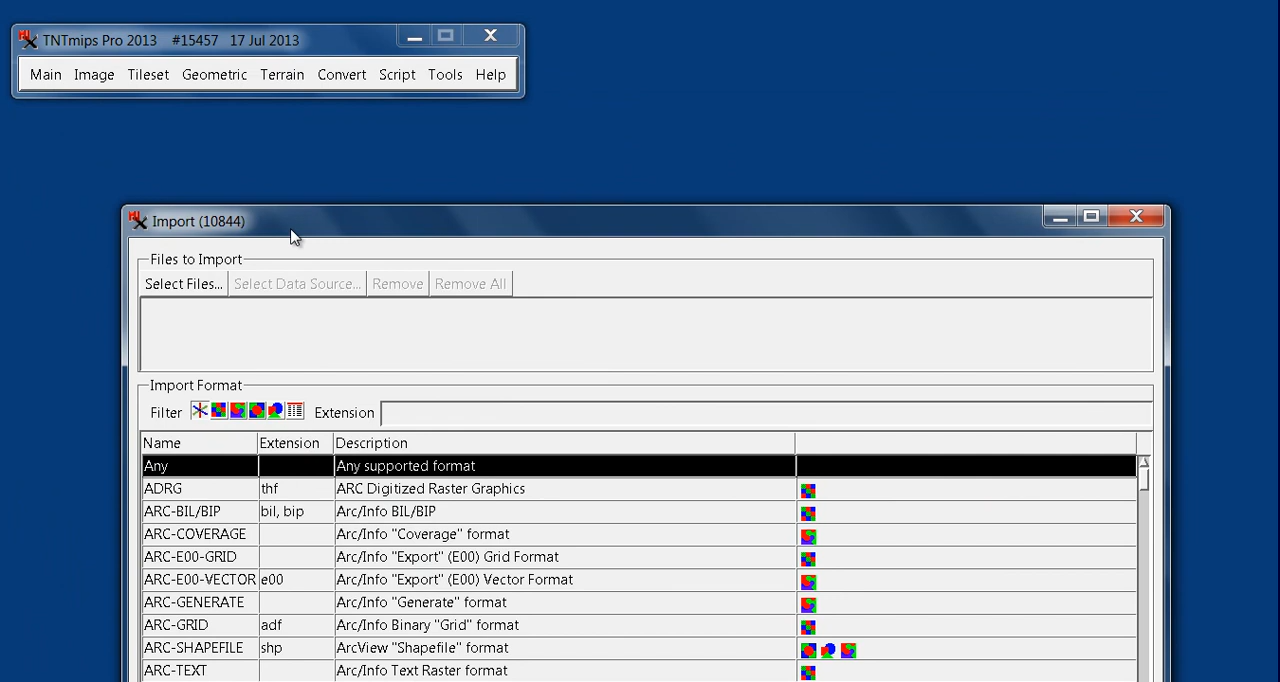 TNTmips Pro 2013 #15457 17 Jul 2013
Main Image Tileset Geometric Terrain Convert Script Tools Help
Import (10844)
Files to Import
Select Files... Select Data Source... Remove Remove All
Import Format
Filter Extension
Name Extension Description
Any Any supported format
ADRG thf ARC Digitized Raster Graphics
ARC-BIL/BIP bil, bip Arc/Info BIL/BIP
ARC-COVERAGE Arc/Info "Coverage" format
ARC-E00-GRID Arc/Info "Export" (E00) Grid Format
ARC-E00-VECTOR e00 Arc/Info "Export" (E00) Vector Format
ARC-GENERATE Arc/Info "Generate" format
ARC-GRID adf Arc/Info Binary "Grid" format
ARC-SHAPEFILE shp ArcView "Shapefile" format
ARC-TEXT Arc/Info Text Raster format